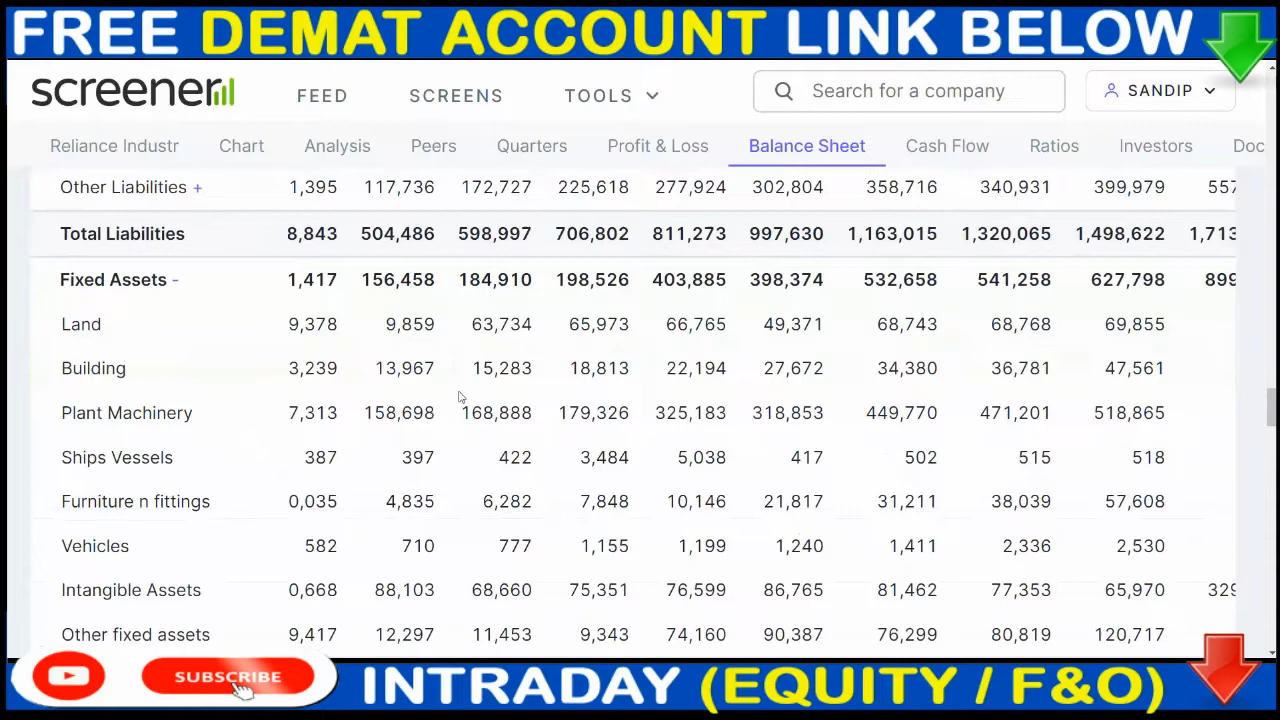 FREE DEMAT ACCOUNT LINK BELOW
screener FEED SCREENS TOOLS Search for a company SANDIP
Reliance Industr Chart Analysis Peers Quarters Profit & Loss Balance Sheet Cash Flow Ratios Investors Doc
Other Liabilities + 1,395 117,736 172,727 225,618 277,924 302,804 358,716 340,931 399,979 557
Total Liabilities 8,843 504,486 598,997 706,802 811,273 997,630 1,163,015 1,320,065 1,498,622 1,713
Fixed Assets - 1,417 156,458 184,910 198,526 403,885 398,374 532,658 541,258 627,798 899
Land 9,378 9,859 63,734 65,973 66,765 49,371 68,743 68,768 69,855
Building 3,239 13,967 15,283 18,813 22,194 27,672 34,380 36,781 47,561
Plant Machinery 7,313 158,698 168,888 179,326 325,183 318,853 449,770 471,201 518,865
Ships Vessels 387 397 422 3,484 5,038 417 502 515 518
Furniture n fittings 0,035 4,835 6,282 7,848 10,146 21,817 31,211 38,039 57,608
Vehicles 582 710 777 1,155 1,199 1,240 1,411 2,336 2,530
Intangible Assets 0,668 88,103 68,660 75,351 76,599 86,765 81,462 77,353 65,970 329
Other fixed assets 9,417 12,297 11,453 9,343 74,160 90,387 76,299 80,819 120,717
SUBSCRIBE INTRADAY (EQUITY / F&O)